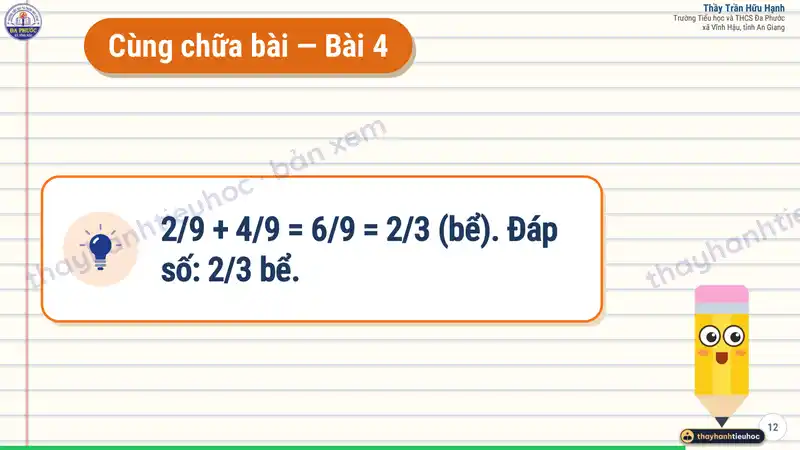 ĐA PHƯỚC
Thầy Trần Hữu Hạnh
Trường Tiểu học và THCS Đa Phước
xã Vĩnh Hậu, tỉnh An Giang
Cùng chữa bài – Bài 4
thayhanhtieuhoc · bản xem
2/9 + 4/9 = 6/9 = 2/3 (bể). Đáp
số: 2/3 bể.
thayhanhtie
thayhanhtieuhoc
12